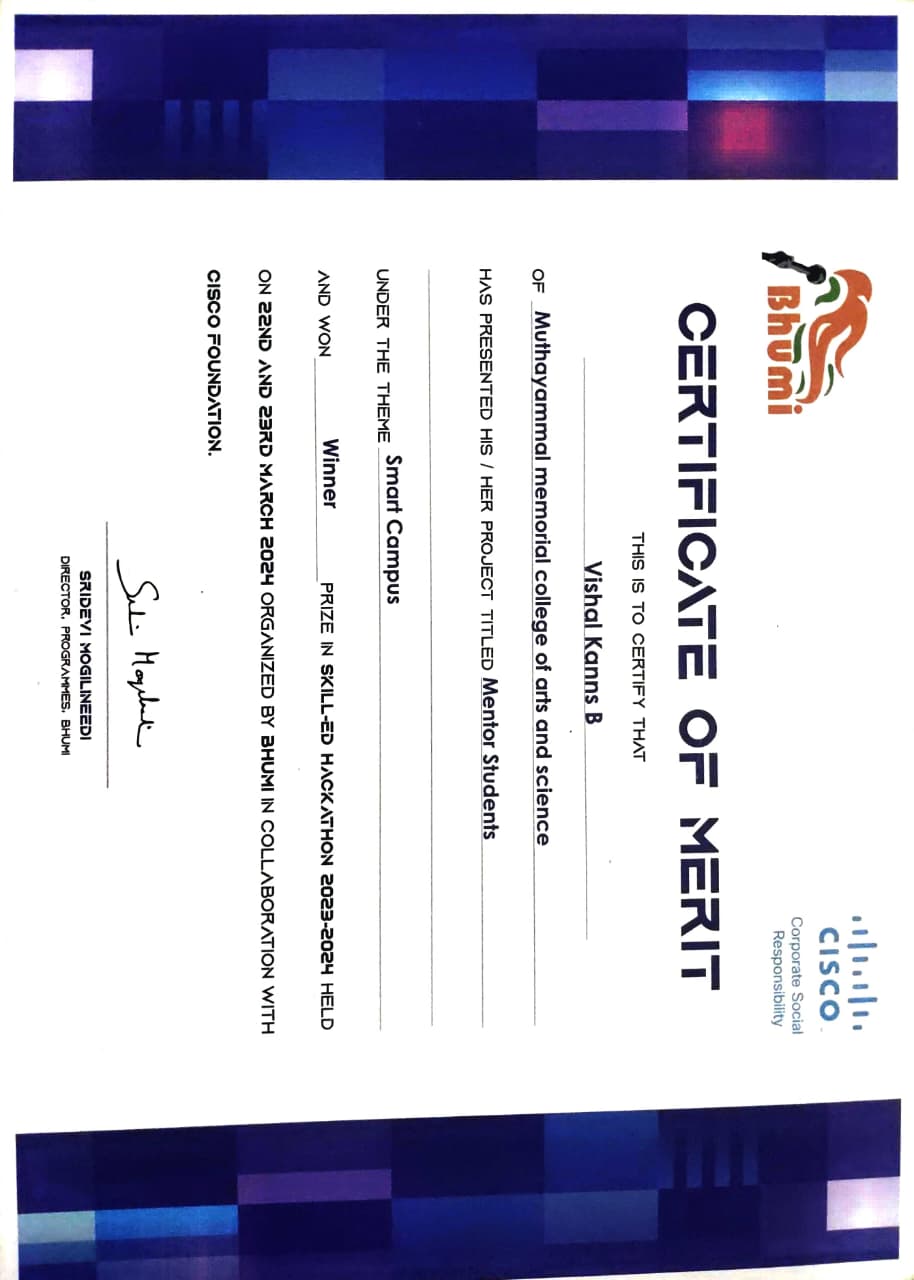 Bhumi
CISCO
Corporate Social
Responsibility
CERTIFICATE OF MERIT
THIS IS TO CERTIFY THAT
Vishal Kanns B
OF Muthayammal memorial college of arts and science
HAS PRESENTED HIS / HER PROJECT TITLED Mentor Students
UNDER THE THEME Smart Campus
AND WON Winner PRIZE IN SKILL-ED HACKATHON 2023-2024 HELD
ON 22ND AND 23RD MARCH 2024 ORGANIZED BY BHUMI IN COLLABORATION WITH
CISCO FOUNDATION.
SRIDEVI MOGILINEEDI
DIRECTOR, PROGRAMMES, BHUMI